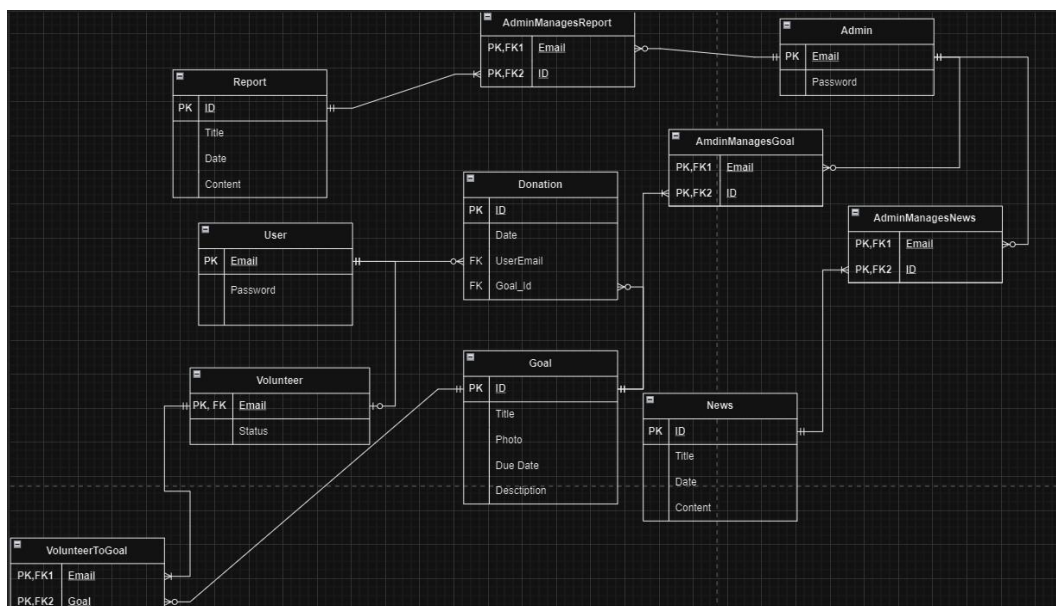 AdminManagesReport
PK,FK1 Email
PK,FK2 ID
Admin
PK Email
Password
Report
PK ID
Title
Date
Content
AmdinManagesGoal
PK,FK1 Email
PK,FK2 ID
Donation
PK ID
Date
FK UserEmail
FK Goal_Id
AdminManagesNews
PK,FK1 Email
PK,FK2 ID
User
PK Email
Password
Goal
PK ID
Title
Photo
Due Date
Desctiption
Volunteer
PK, FK Email
Status
News
PK ID
Title
Date
Content
VolunteerToGoal
PK,FK1 Email
PK,FK2 Goal